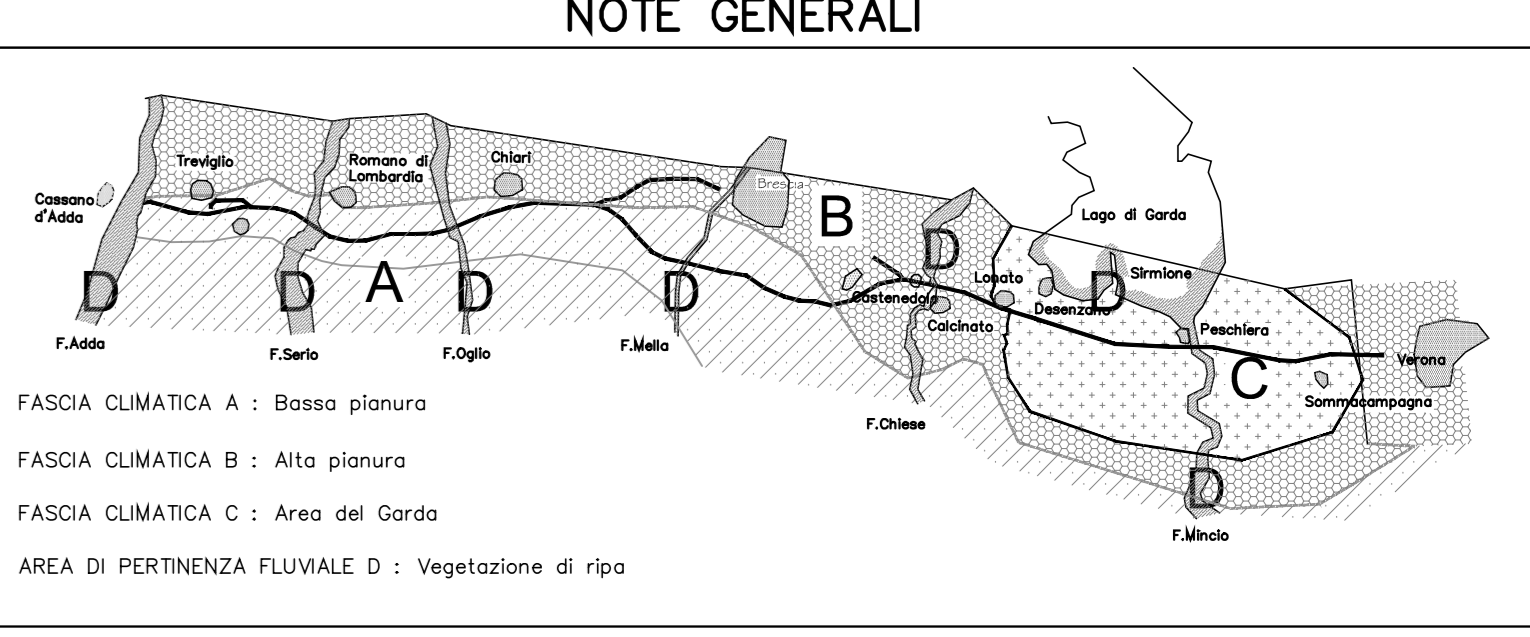 NOTE GENERALI
Treviglio
Romano di
Lombardia
Chiari
Brescia
Cassano
d'Adda
B
Lago di Garda
D
Lonato
Sirmione
D
A
D
D
D
D
D
Castenedolo
Desenzano
Calcinato
Peschiera
F.Adda
F.Serio
F.Oglio
F.Mella
Verona
C
Sommacampagna
F.Chiese
D
F.Mincio
FASCIA CLIMATICA A : Bassa pianura
FASCIA CLIMATICA B : Alta pianura
FASCIA CLIMATICA C : Area del Garda
AREA DI PERTINENZA FLUVIALE D : Vegetazione di ripa